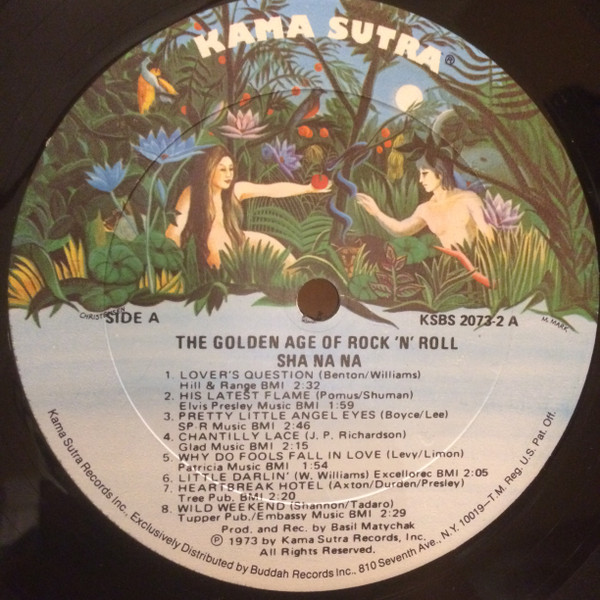 KAMA SUTRA®
CHRISTENSEN
M. MARK
SIDE A
KSBS 2073-2 A
THE GOLDEN AGE OF ROCK 'N' ROLL
SHA NA NA
1. LOVER'S QUESTION (Benton/Williams)
Hill & Range BMI 2:32
2. HIS LATEST FLAME (Pomus/Shuman)
Elvis Presley Music BMI 1:59
3. PRETTY LITTLE ANGEL EYES (Boyce/Lee)
SP-R Music BMI 2:46
4. CHANTILLY LACE (J. P. Richardson)
Glad Music BMI 2:15
5. WHY DO FOOLS FALL IN LOVE (Levy/Limon)
Patricia Music BMI 1:54
6. LITTLE DARLIN' (W. Williams) Excellorec BMI 2:05
7. HEARTBREAK HOTEL (Axton/Durden/Presley)
Tree Pub. BMI 2:20
8. WILD WEEKEND (Shannon/Tadaro)
Tupper Pub./Embassy Music BMI 2:29
Prod. and Rec. by Basil Matychak
℗ 1973 by Kama Sutra Records, Inc.
All Rights Reserved.
Kama Sutra Records Inc., Exclusively Distributed by Buddah Records Inc., 810 Seventh Ave., N.Y. 10019—T.M. Reg. U.S. Pat. Off.